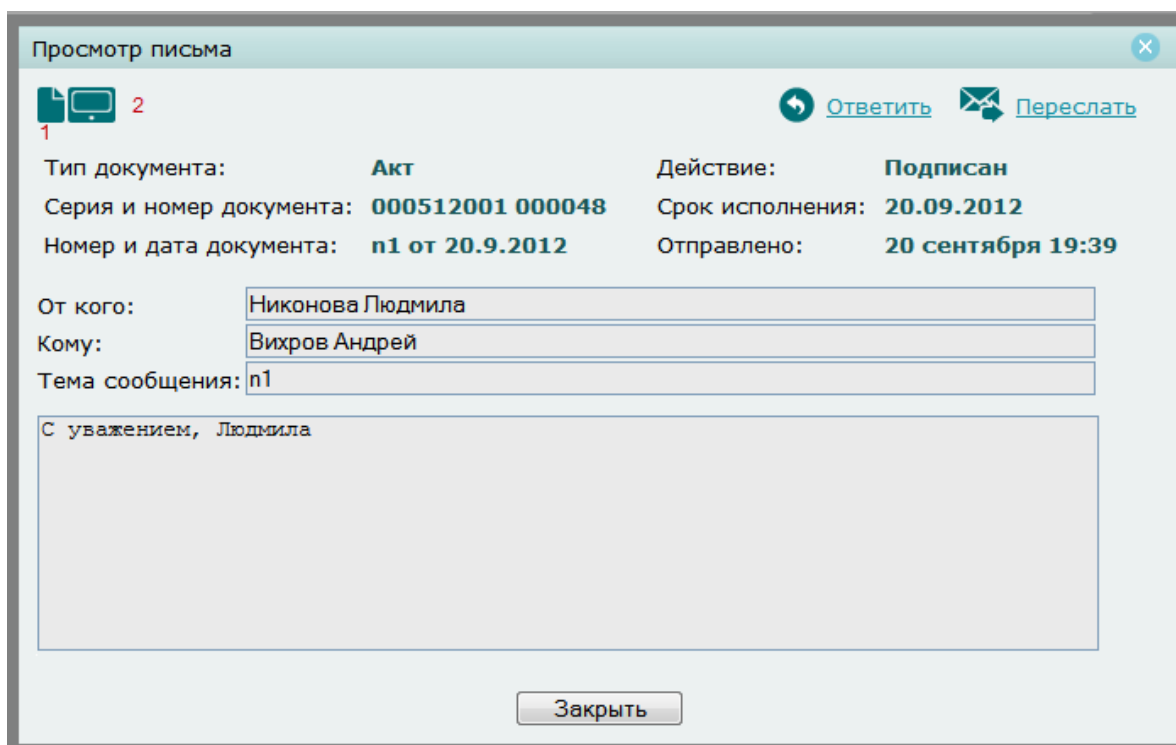 Просмотр письма
2 Ответить Переслать
1
Тип документа: Акт Действие: Подписан
Серия и номер документа: 000512001 000048 Срок исполнения: 20.09.2012
Номер и дата документа: n1 от 20.9.2012 Отправлено: 20 сентября 19:39
От кого: Никонова Людмила
Кому: Вихров Андрей
Тема сообщения: n1
С уважением, Людмила
Закрыть